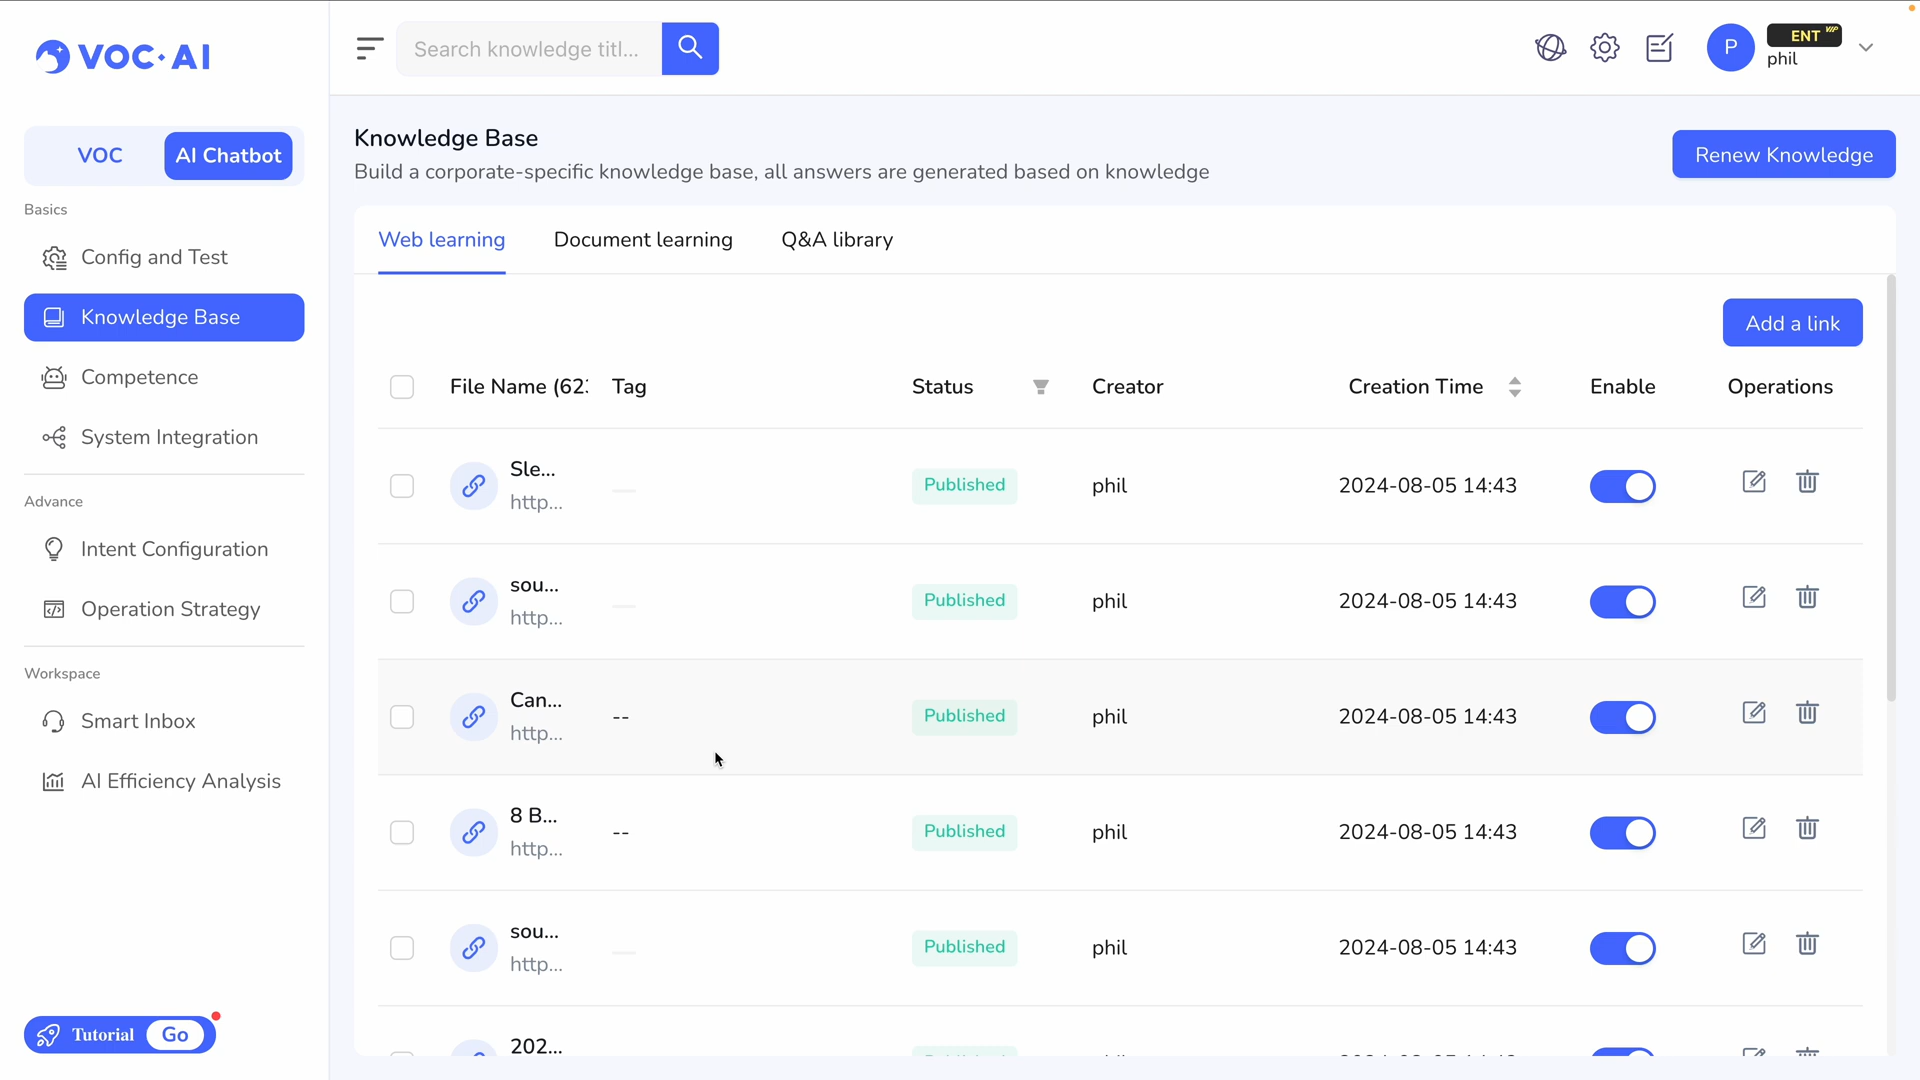 VOC·AI
Search knowledge titl...
P
ENT VIP
phil
VOC
AI Chatbot
Basics
Config and Test
Knowledge Base
Competence
System Integration
Advance
Intent Configuration
Operation Strategy
Workspace
Smart Inbox
AI Efficiency Analysis
Tutorial
Go
Knowledge Base
Build a corporate-specific knowledge base, all answers are generated based on knowledge
Renew Knowledge
Web learning
Document learning
Q&A library
Add a link
File Name (62
Tag
Status
Creator
Creation Time
Enable
Operations
Sle...
http...
Published
phil
2024-08-05 14:43
sou...
http...
Published
phil
2024-08-05 14:43
Can...
http...
--
Published
phil
2024-08-05 14:43
8 B...
http...
--
Published
phil
2024-08-05 14:43
sou...
http...
Published
phil
2024-08-05 14:43
202...